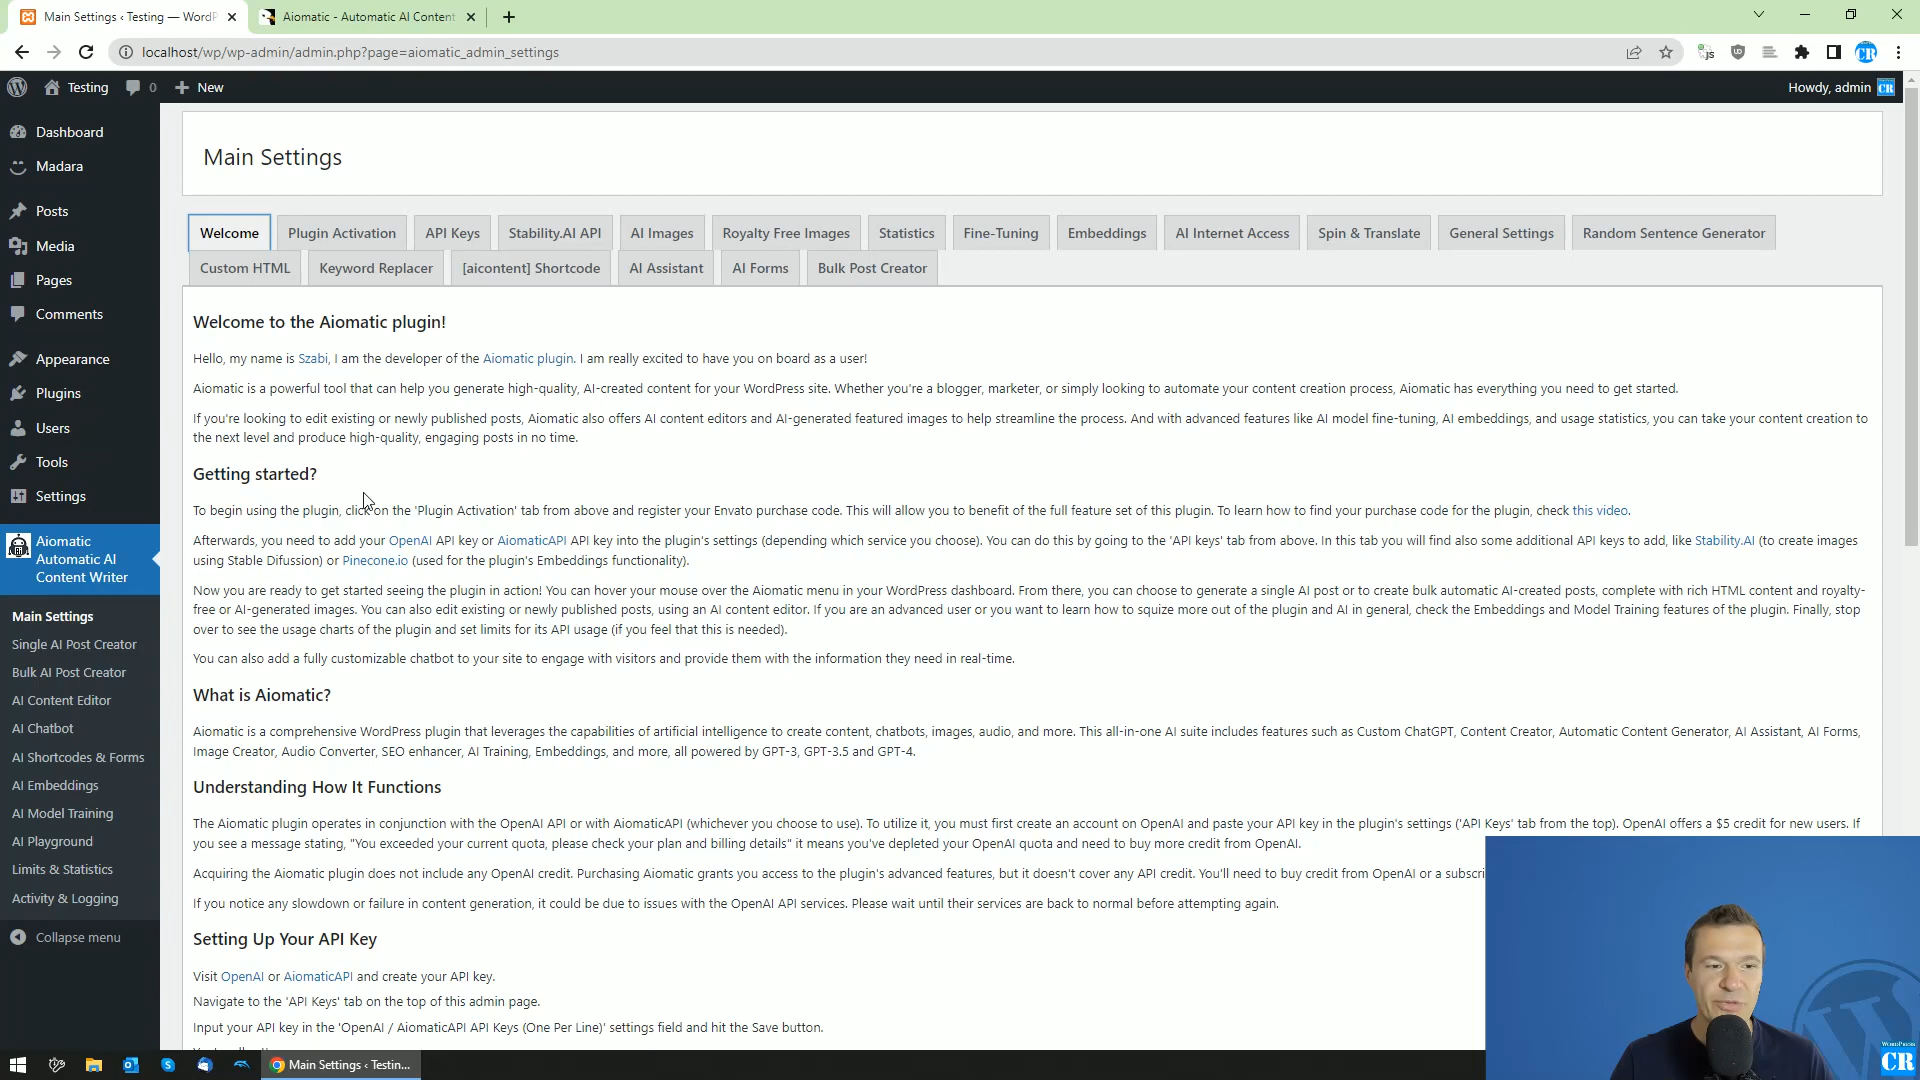 Main Settings ‹ Testing — WordP
Aiomatic - Automatic AI Content
localhost/wp/wp-admin/admin.php?page=aiomatic_admin_settings
Testing
0
New
Howdy, admin
CR
Dashboard
Madara
Posts
Media
Pages
Comments
Appearance
Plugins
Users
Tools
Settings
Aiomatic
Automatic AI
Content Writer
Main Settings
Single AI Post Creator
Bulk AI Post Creator
AI Content Editor
AI Chatbot
AI Shortcodes & Forms
AI Embeddings
AI Model Training
AI Playground
Limits & Statistics
Activity & Logging
Collapse menu
Main Settings
Welcome
Plugin Activation
API Keys
Stability.AI API
AI Images
Royalty Free Images
Statistics
Fine-Tuning
Embeddings
AI Internet Access
Spin & Translate
General Settings
Random Sentence Generator
Custom HTML
Keyword Replacer
[aicontent] Shortcode
AI Assistant
AI Forms
Bulk Post Creator
Welcome to the Aiomatic plugin!
Hello, my name is Szabi, I am the developer of the Aiomatic plugin. I am really excited to have you on board as a user!
Aiomatic is a powerful tool that can help you generate high-quality, AI-created content for your WordPress site. Whether you're a blogger, marketer, or simply looking to automate your content creation process, Aiomatic has everything you need to get started.
If you're looking to edit existing or newly published posts, Aiomatic also offers AI content editors and AI-generated featured images to help streamline the process. And with advanced features like AI model fine-tuning, AI embeddings, and usage statistics, you can take your content creation to
the next level and produce high-quality, engaging posts in no time.
Getting started?
To begin using the plugin, click on the 'Plugin Activation' tab from above and register your Envato purchase code. This will allow you to benefit of the full feature set of this plugin. To learn how to find your purchase code for the plugin, check this video.
Afterwards, you need to add your OpenAI API key or AiomaticAPI API key into the plugin's settings (depending which service you choose). You can do this by going to the 'API keys' tab from above. In this tab you will find also some additional API keys to add, like Stability.AI (to create images
using Stable Difussion) or Pinecone.io (used for the plugin's Embeddings functionality).
Now you are ready to get started seeing the plugin in action! You can hover your mouse over the Aiomatic menu in your WordPress dashboard. From there, you can choose to generate a single AI post or to create bulk automatic AI-created posts, complete with rich HTML content and royalty-
free or AI-generated images. You can also edit existing or newly published posts, using an AI content editor. If you are an advanced user or you want to learn how to squize more out of the plugin and AI in general, check the Embeddings and Model Training features of the plugin. Finally, stop
over to see the usage charts of the plugin and set limits for its API usage (if you feel that this is needed).
You can also add a fully customizable chatbot to your site to engage with visitors and provide them with the information they need in real-time.
What is Aiomatic?
Aiomatic is a comprehensive WordPress plugin that leverages the capabilities of artificial intelligence to create content, chatbots, images, audio, and more. This all-in-one AI suite includes features such as Custom ChatGPT, Content Creator, Automatic Content Generator, AI Assistant, AI Forms,
Image Creator, Audio Converter, SEO enhancer, AI Training, Embeddings, and more, all powered by GPT-3, GPT-3.5 and GPT-4.
Understanding How It Functions
The Aiomatic plugin operates in conjunction with the OpenAI API or with AiomaticAPI (whichever you choose to use). To utilize it, you must first create an account on OpenAI and paste your API key in the plugin's settings ('API Keys' tab from the top). OpenAI offers a $5 credit for new users. If
you see a message stating, "You exceeded your current quota, please check your plan and billing details" it means you've depleted your OpenAI quota and need to buy more credit from OpenAI.
Acquiring the Aiomatic plugin does not include any OpenAI credit. Purchasing Aiomatic grants you access to the plugin's advanced features, but it doesn't cover any API credit. You'll need to buy credit from OpenAI or a subscri
If you notice any slowdown or failure in content generation, it could be due to issues with the OpenAI API services. Please wait until their services are back to normal before attempting again.
Setting Up Your API Key
Visit OpenAI or AiomaticAPI and create your API key.
Navigate to the 'API Keys' tab on the top of this admin page.
Input your API key in the 'OpenAI / AiomaticAPI API Keys (One Per Line)' settings field and hit the Save button.
Main Settings ‹ Testin...
WORDPRESS
CR